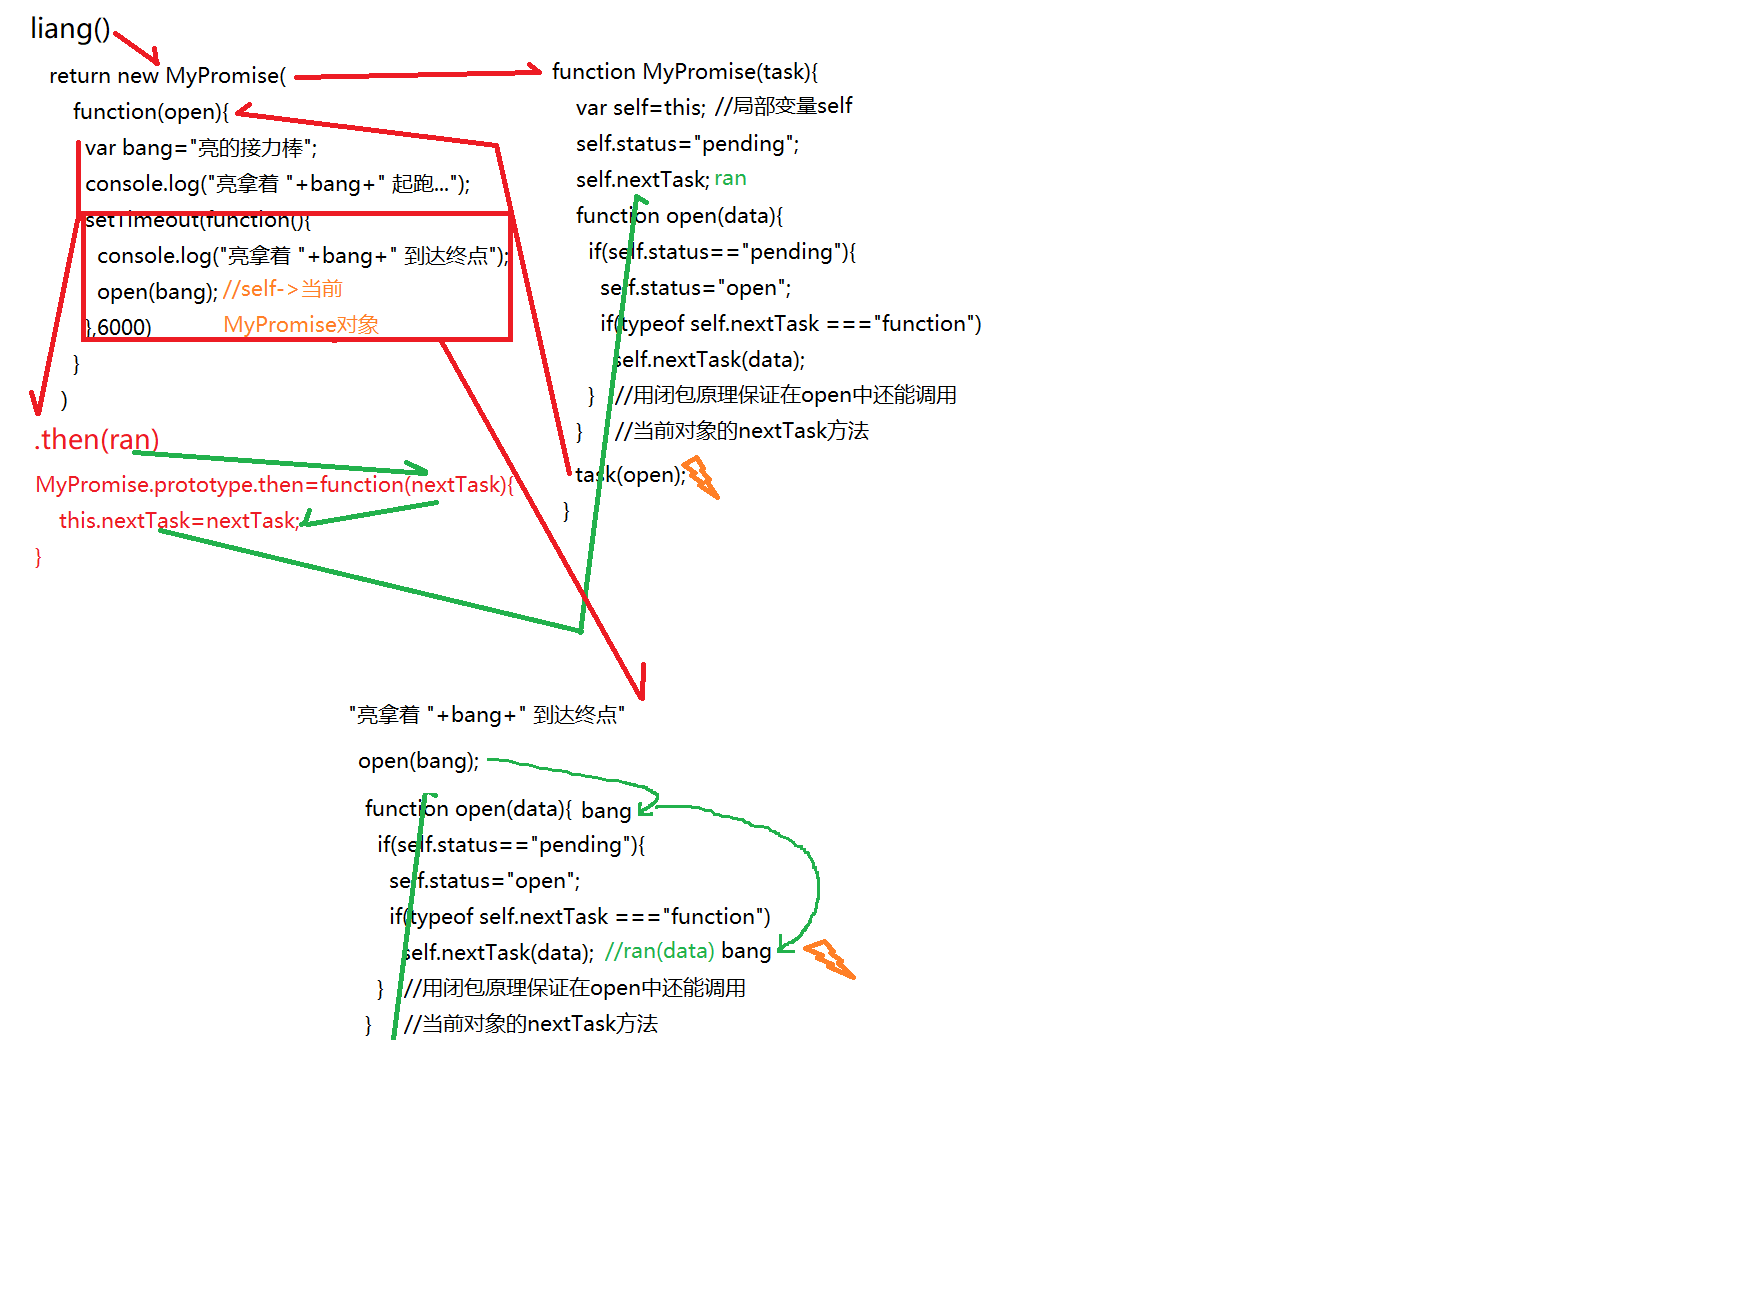 liang()
return new MyPromise(
function(open){
var bang="亮的接力棒";
console.log("亮拿着 "+bang+" 起跑...");
setTimeout(function(){
console.log("亮拿着 "+bang+" 到达终点");
open(bang); //self->当前
},6000) MyPromise对象
}
)
.then(ran)
MyPromise.prototype.then=function(nextTask){
this.nextTask=nextTask;
}
function MyPromise(task){
var self=this; //局部变量self
self.status="pending";
self.nextTask; ran
function open(data){
if(self.status=="pending"){
self.status="open";
if(typeof self.nextTask ==="function")
self.nextTask(data);
} //用闭包原理保证在open中还能调用
} //当前对象的nextTask方法
task(open);
}
"亮拿着 "+bang+" 到达终点"
open(bang);
function open(data){ bang
if(self.status=="pending"){
self.status="open";
if(typeof self.nextTask ==="function")
self.nextTask(data); //ran(data) bang
} //用闭包原理保证在open中还能调用
} //当前对象的nextTask方法